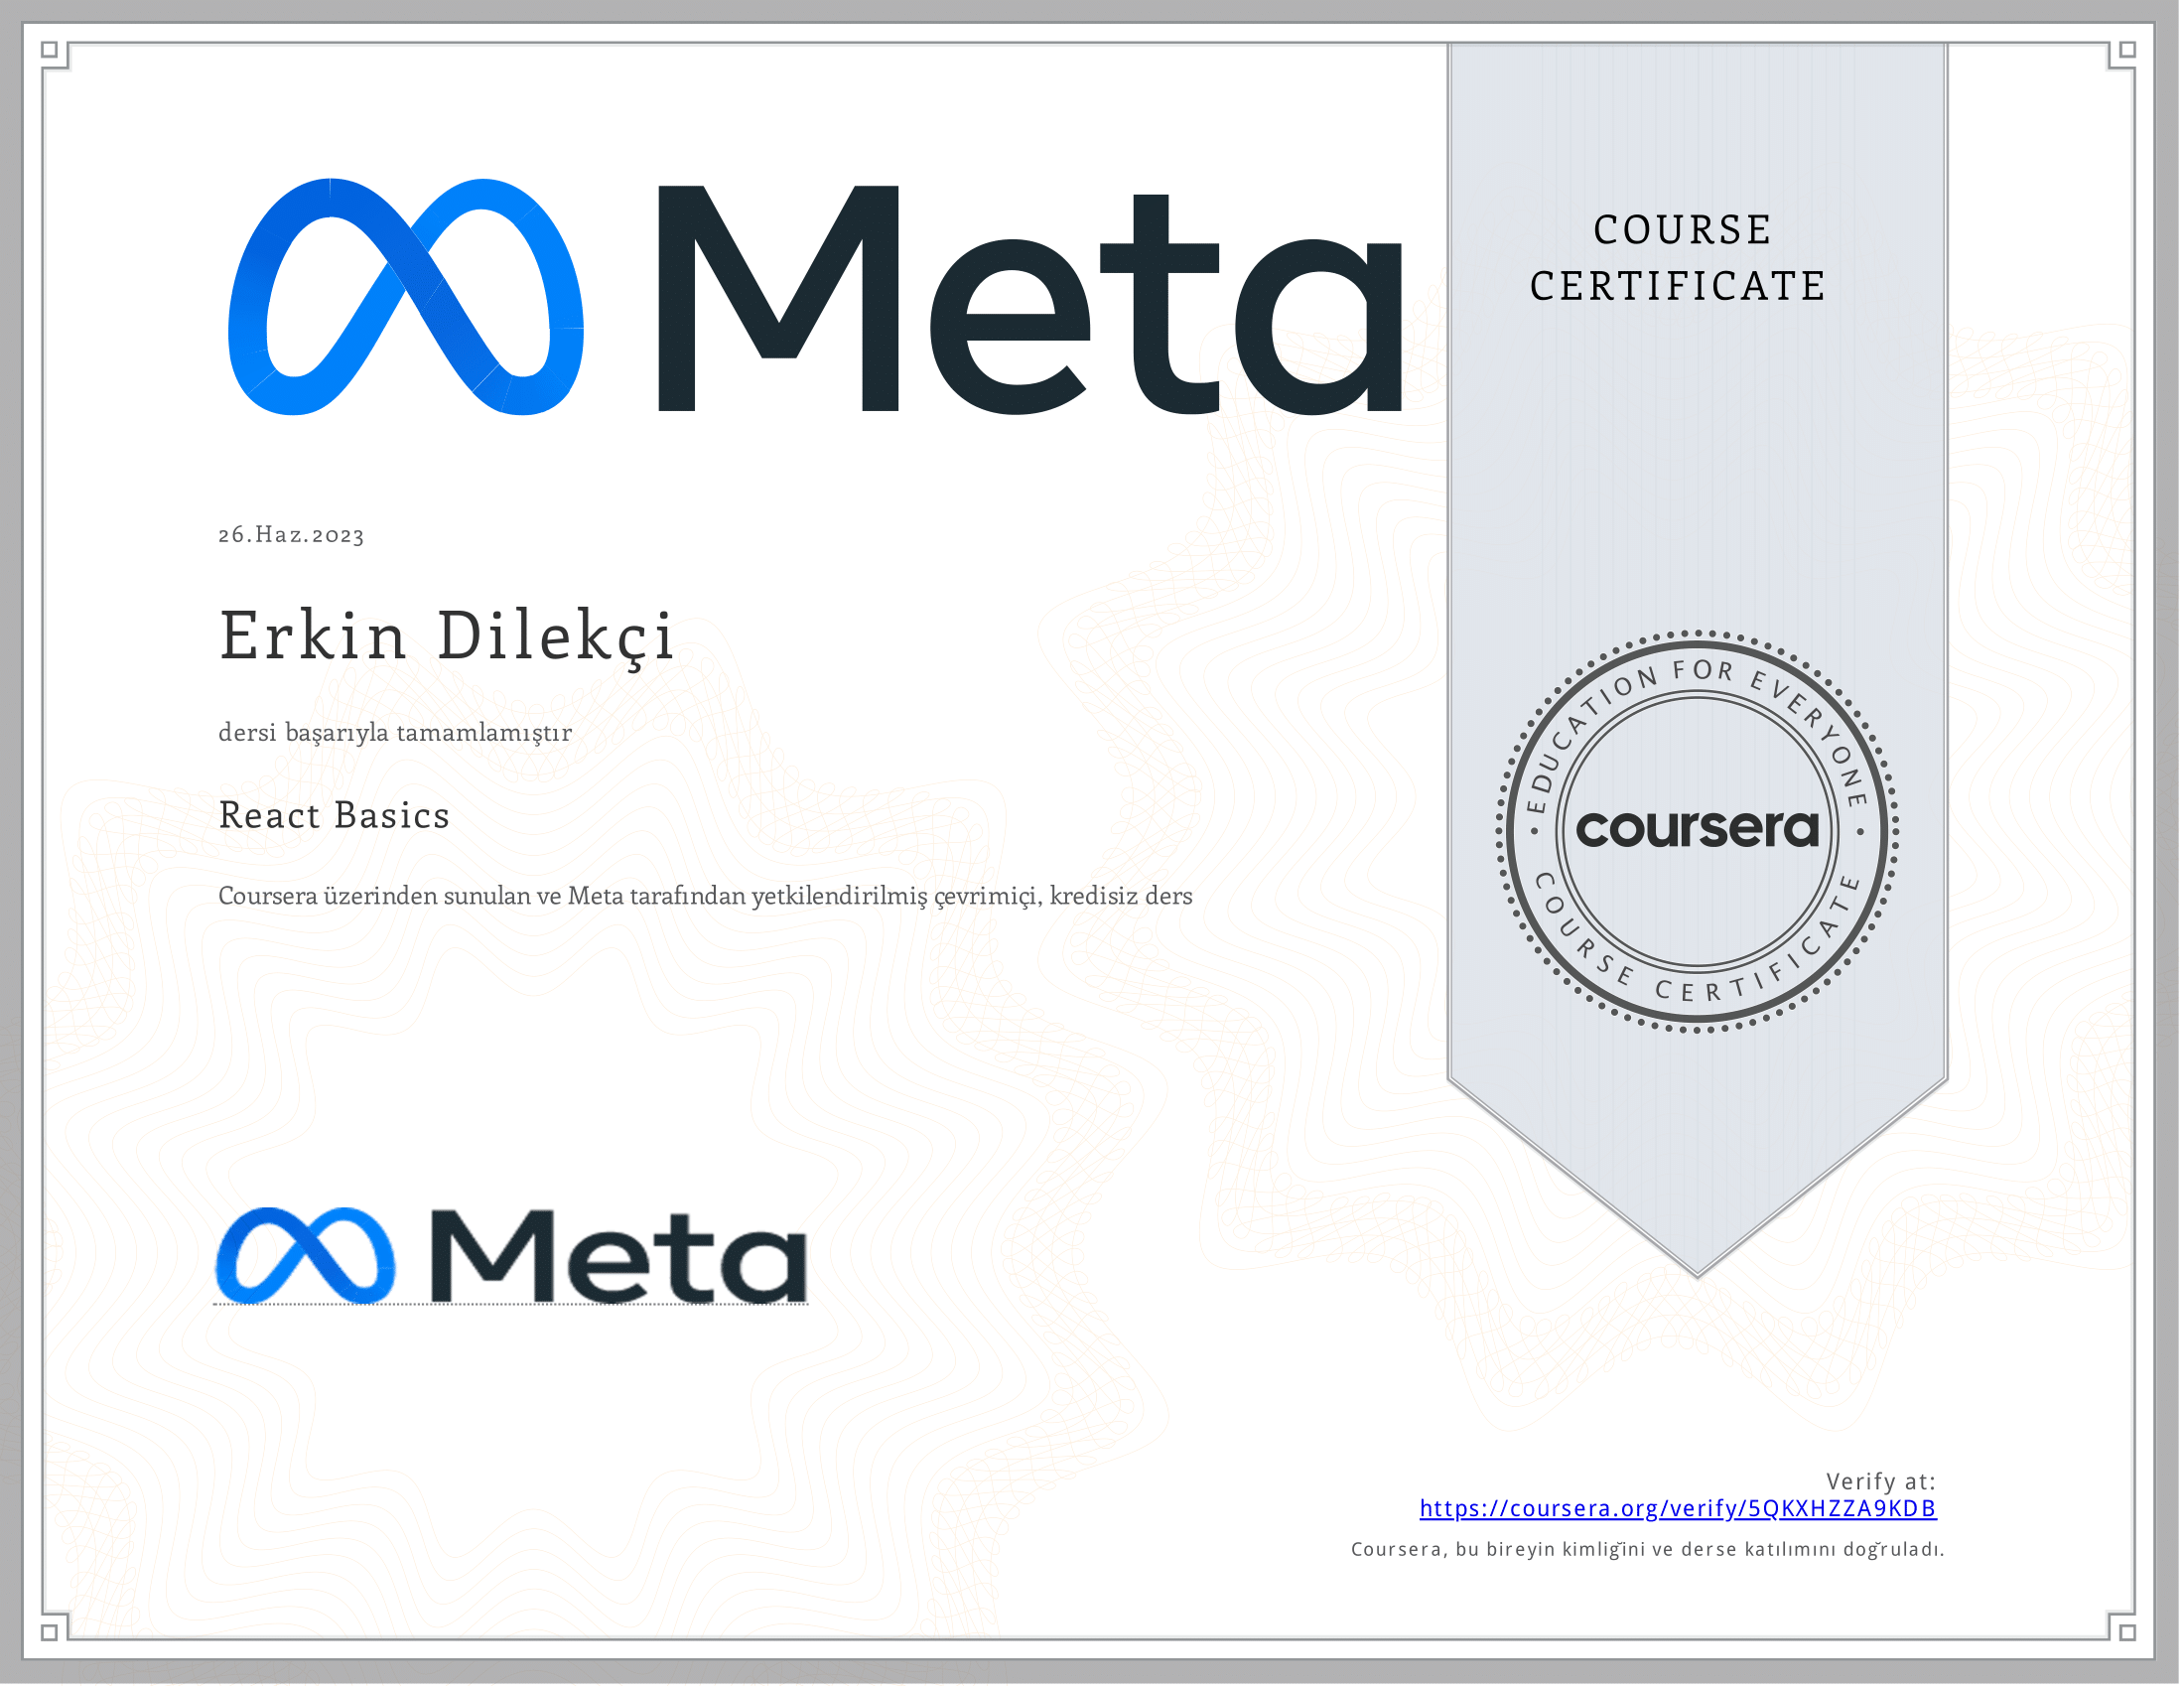 Meta
COURSE
CERTIFICATE
26.Haz.2023
Erkin Dilekçi
dersi başarıyla tamamlamıştır
React Basics
Coursera üzerinden sunulan ve Meta tarafından yetkilendirilmiş çevrimiçi, kredisiz ders
EDUCATION FOR EVERYONE
coursera
COURSE CERTIFICATE
Meta
Verify at:
https://coursera.org/verify/5QKXHZZA9KDB
Coursera, bu bireyin kimliğini ve derse katılımını doğruladı.